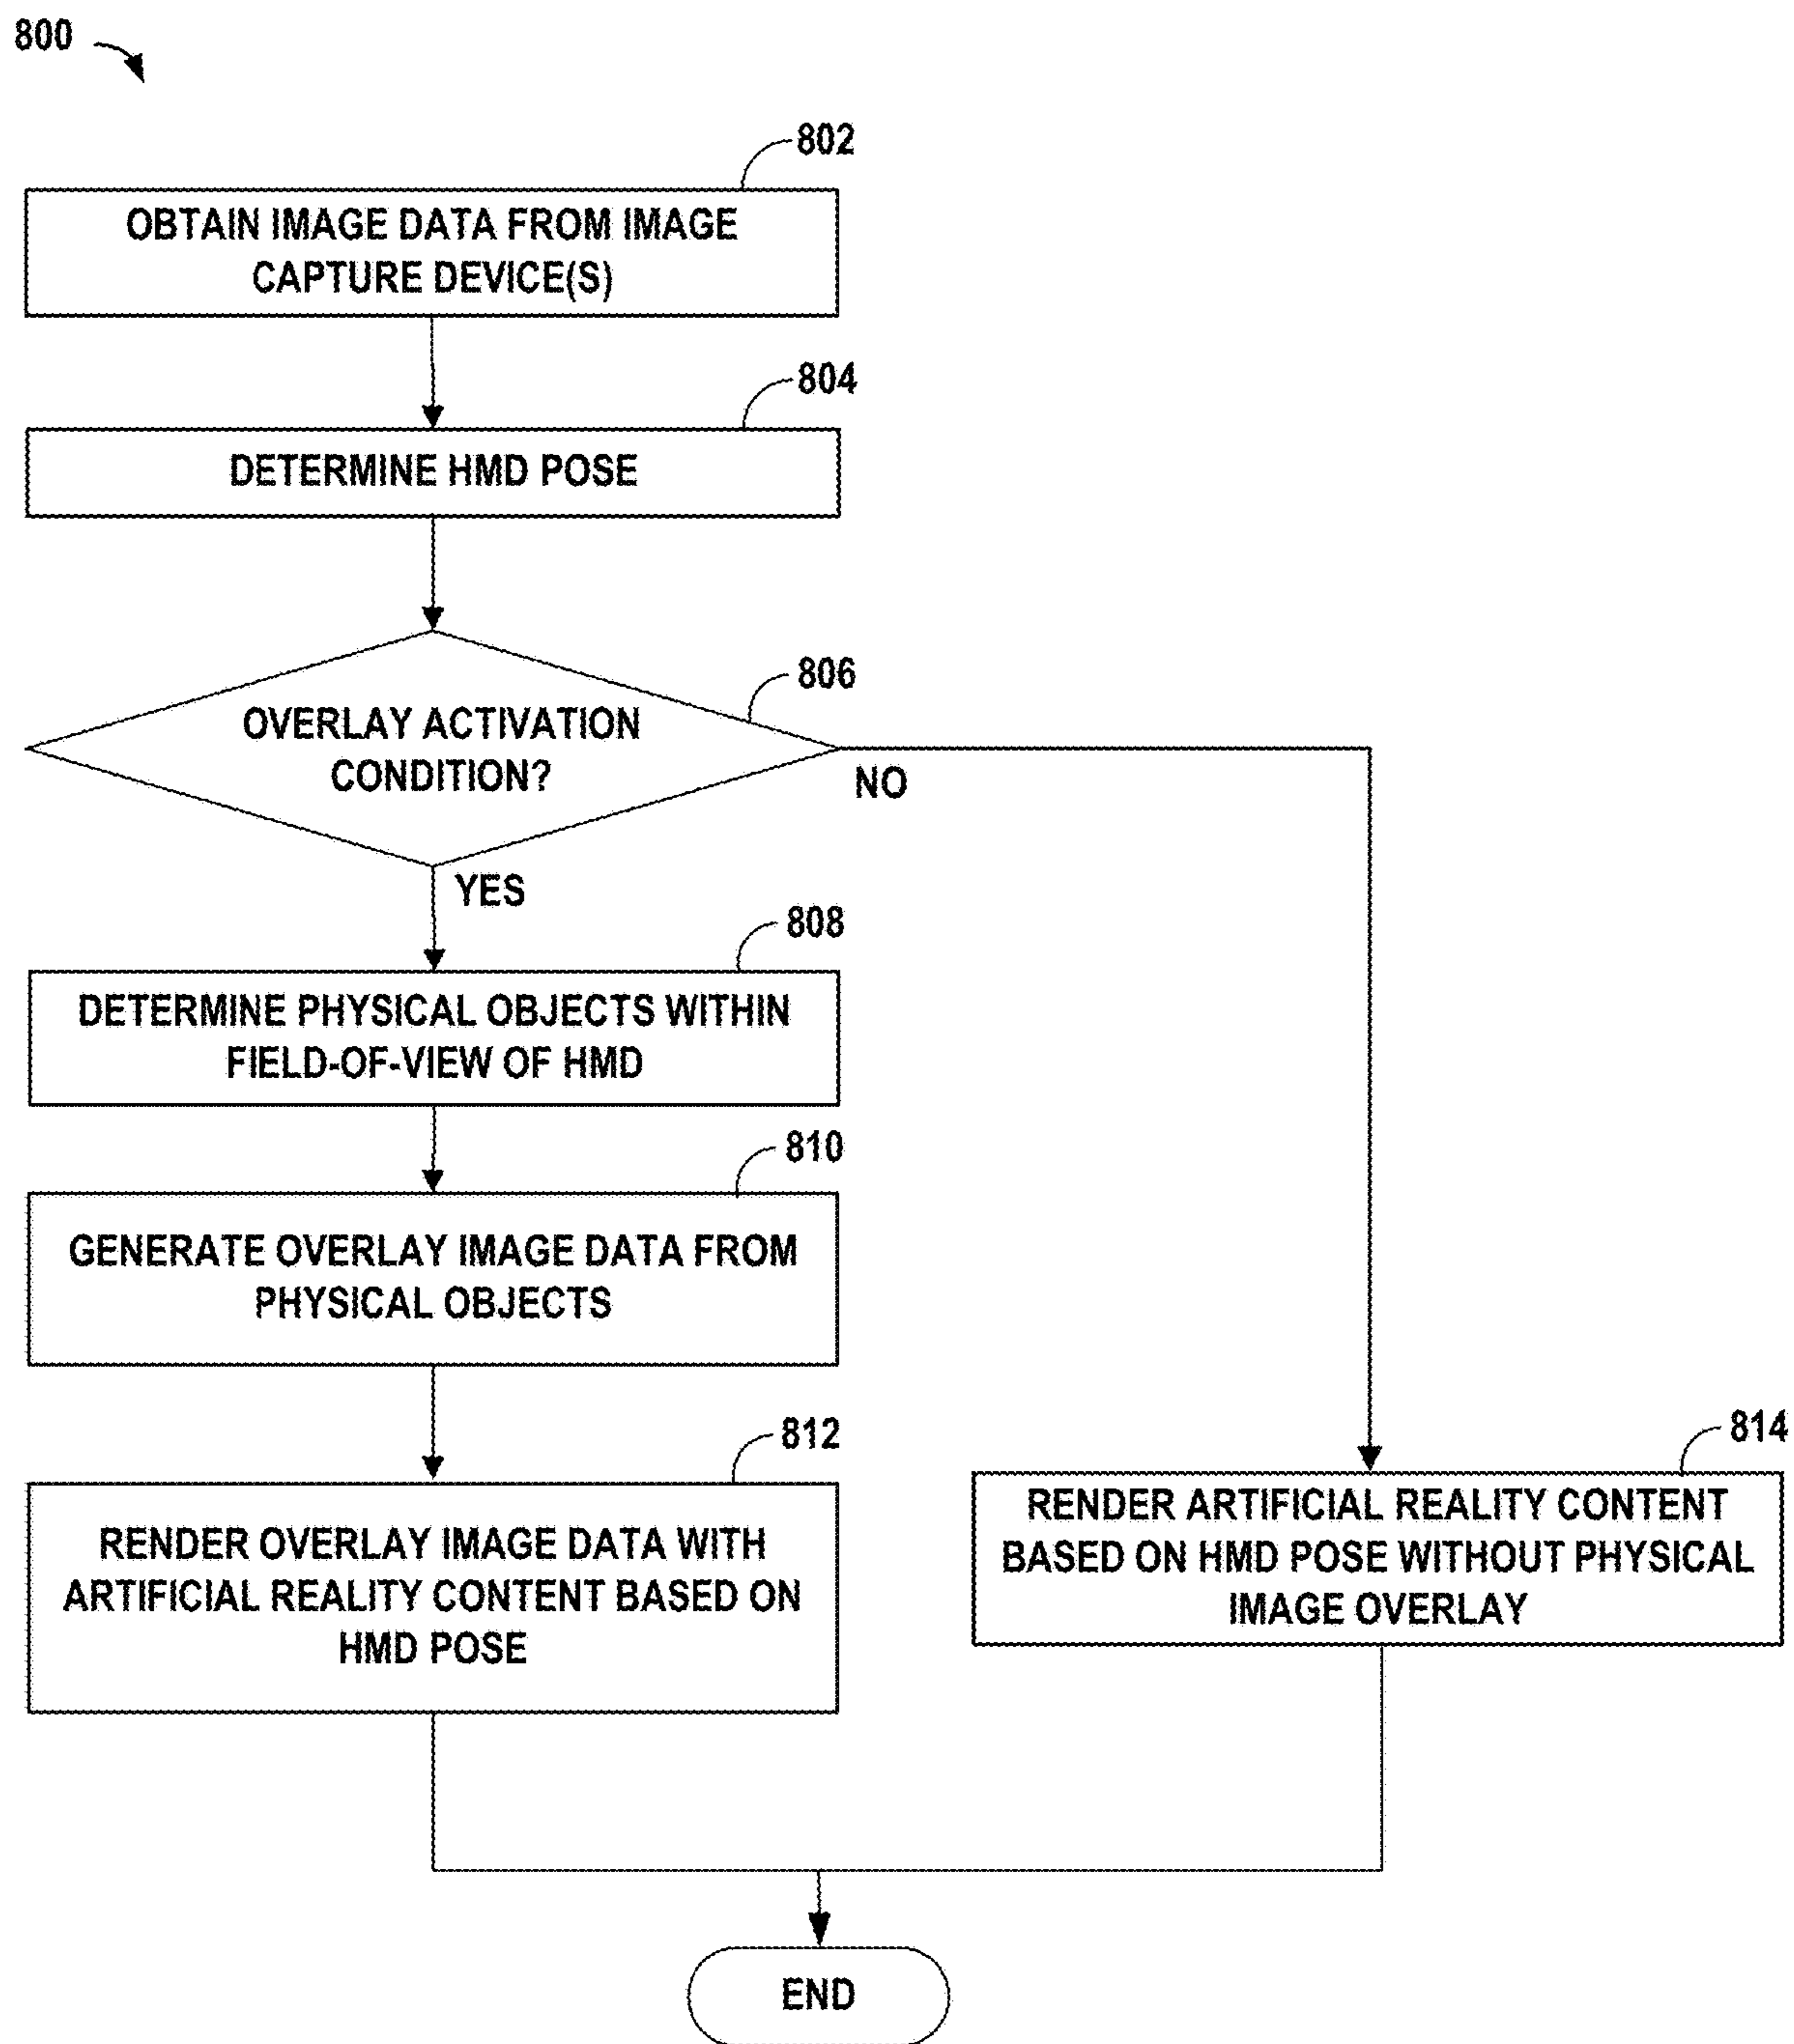 800
802
OBTAIN IMAGE DATA FROM IMAGE
CAPTURE DEVICE(S)
804
DETERMINE HMD POSE
806
OVERLAY ACTIVATION
CONDITION?
NO
YES
808
DETERMINE PHYSICAL OBJECTS WITHIN
FIELD-OF-VIEW OF HMD
810
GENERATE OVERLAY IMAGE DATA FROM
PHYSICAL OBJECTS
812
RENDER OVERLAY IMAGE DATA WITH
ARTIFICIAL REALITY CONTENT BASED ON
HMD POSE
814
RENDER ARTIFICIAL REALITY CONTENT
BASED ON HMD POSE WITHOUT PHYSICAL
IMAGE OVERLAY
END